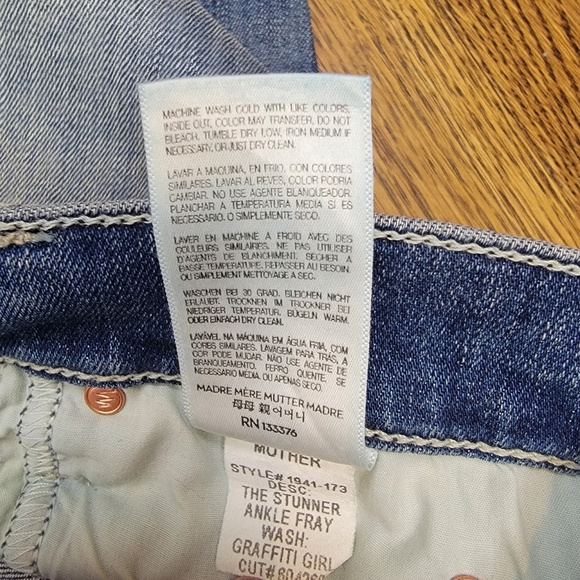 MACHINE WASH COLD WITH LIKE COLORS,
INSIDE OUT, COLOR MAY TRANSFER. DO NOT
BLEACH. TUMBLE DRY LOW, IRON MEDIUM IF
NECESSARY, OR JUST DRY CLEAN.
LAVAR A MAQUINA, EN FRIO, CON COLORES
SIMILARES. LAVAR AL REVES, COLOR PODRIA
CAMBIAR. NO USE AGENTE BLANQUEADOR.
PLANCHAR A TEMPERATURA MEDIA SI ES
NECESSARIO. O SIMPLEMENTE SECO.
LAVER EN MACHINE A FROID AVEC DES
COULEURS SIMILAIRES. NE PAS UTILISER
D'AGENTS DE BLANCHIMENT. SECHER A
BASSE TEMPERATURE. REPASSER AU BESOIN
OU SIMPLEMENT METTOYAGE A SEC.
WASCHEN BEI 30 GRAD. BLEICHEN NICHT
ERLAUBT. TROCKNEN IM TROCKNER BEI
NIEDRIGER TEMPERATUR. BÜGELN WARM.
ODER EINFACH DRY CLEAN.
LAVÁVEL NA MÁQUINA EM ÁGUA FRIA, COM
CORES SIMILARES. LAVAGEM PARA TRÁS, A
COR PODE MUDAR. NÃO USE AGENTE DE
BRANQUEAMENTO. FERRO QUENTE, SE
NECESSÁRIO MEDIA. OU APENAS SECO.
MADRE MÈRE MUTTER MADRE
母母 親 어머니
RN 133376
MOTHER
STYLE# 1941-173
DESC:
THE STUNNER
ANKLE FRAY
WASH:
GRAFFITI GIRL
CUT#